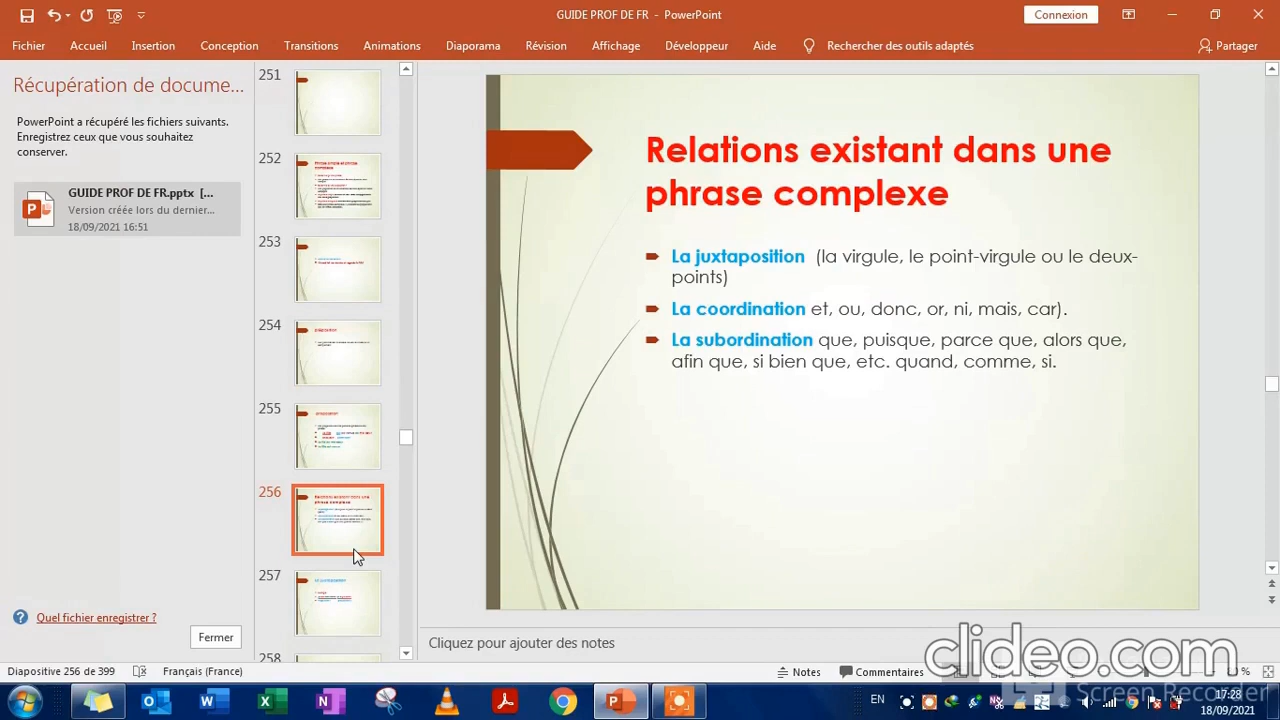 GUIDE PROF DE FR - PowerPoint
Connexion
Fichier Accueil Insertion Conception Transitions Animations Diaporama Révision Affichage Développeur Aide Rechercher des outils adaptés Partager
Récupération de docume...
PowerPoint a récupéré les fichiers suivants.
Enregistrez ceux que vous souhaitez
conserver.
GUIDE PROF DE FR.pptx [...
Version créée lors du dernier...
18/09/2021 16:51
Quel fichier enregistrer ?
Fermer
251
252
253
254
255
256
257
258
Relations existant dans une
phrase complexe
La juxtaposition (la virgule, le point-virgule ou le deux-
points)
La coordination et, ou, donc, or, ni, mais, car).
La subordination que, puisque, parce que, alors que,
afin que, si bien que, etc. quand, comme, si.
Cliquez pour ajouter des notes
clideo.com
Diapositive 256 de 399 Français (France) Notes Commentaires
Screen Recorder
EN 17:28
18/09/2021